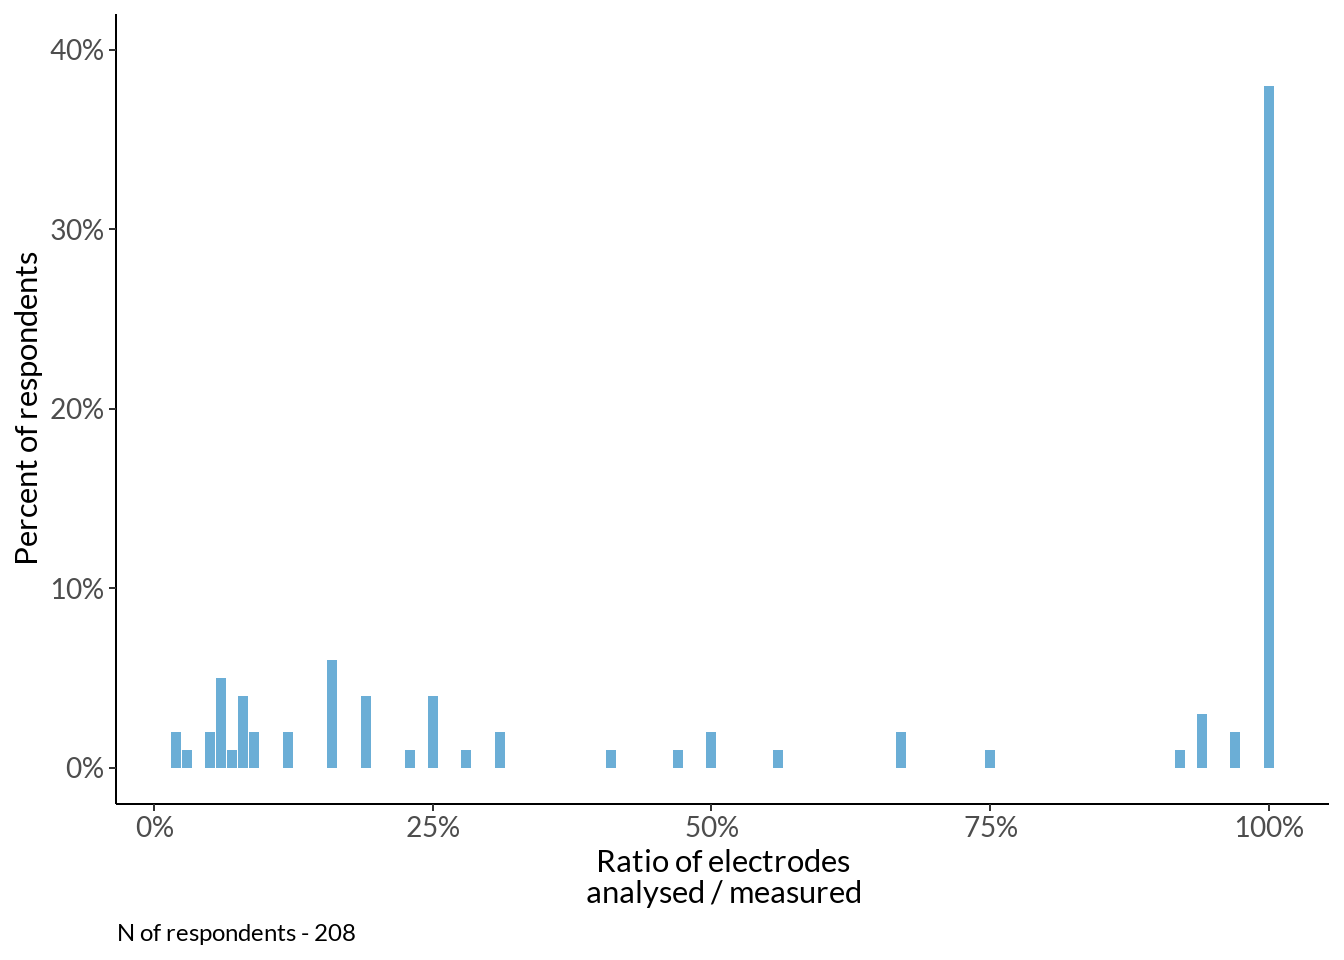 40%
30%
20%
10%
0%
Percent of respondents
0%
25%
50%
75%
100%
Ratio of electrodes
analysed / measured
N of respondents - 208